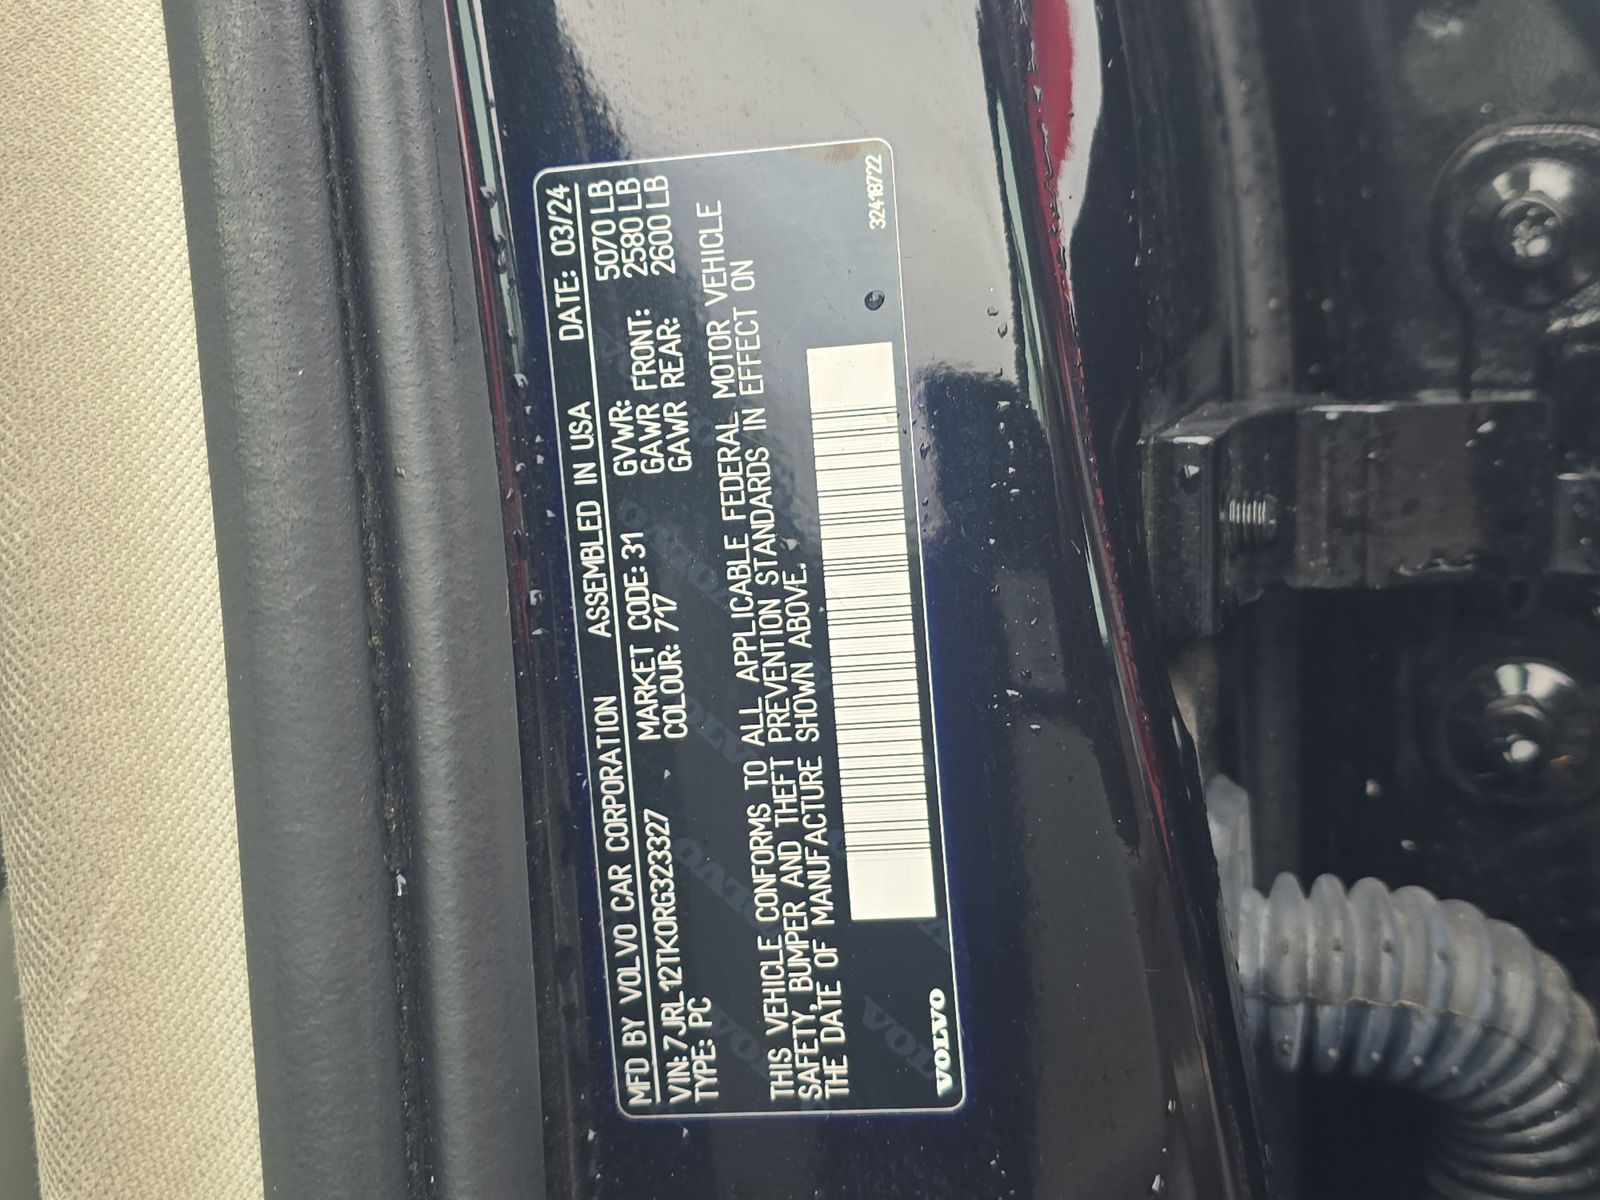 MFD BY VOLVO CAR CORPORATION ASSEMBLED IN USA DATE: 03/24
VIN: 7JRL12TK0RG323327 MARKET CODE: 31 GVWR: 5070 LB
TYPE: PC COLOUR: 717 GAWR FRONT: 2580 LB
GAWR REAR: 2600 LB
THIS VEHICLE CONFORMS TO ALL APPLICABLE FEDERAL MOTOR VEHICLE
SAFETY, BUMPER AND THEFT PREVENTION STANDARDS IN EFFECT ON
THE DATE OF MANUFACTURE SHOWN ABOVE.
VOLVO 32418722